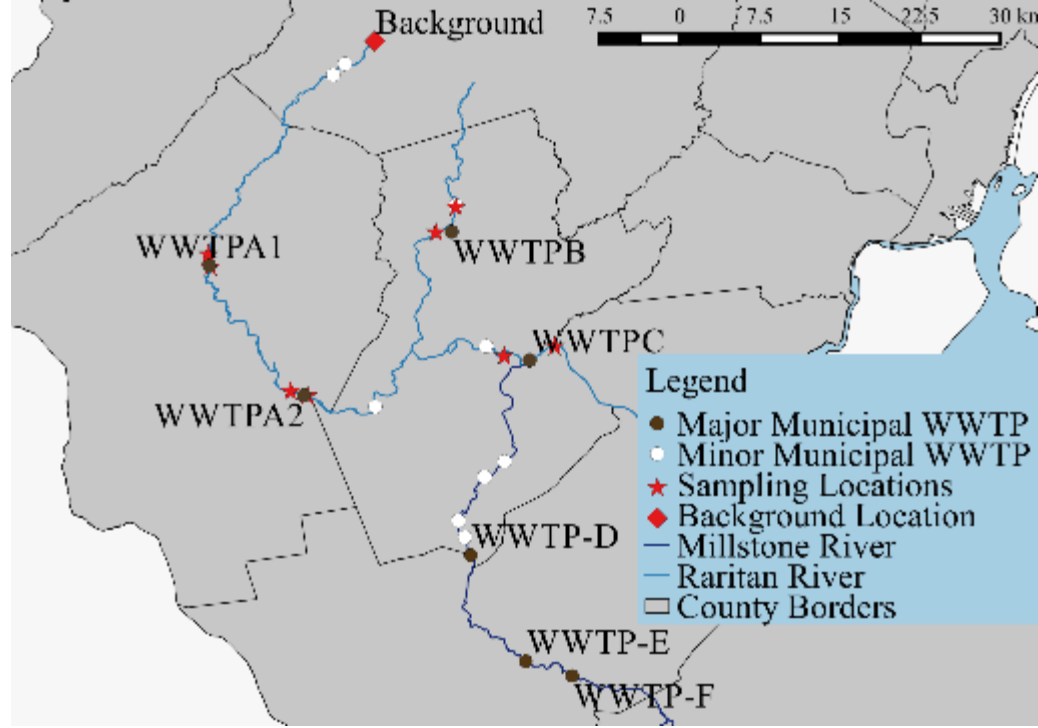 7.5 0 7.5 15 22.5 30 km
Background
WWTPA1
WWTPB
WWTPC
WWTPA2
Legend
Major Municipal WWTP
Minor Municipal WWTP
Sampling Locations
Background Location
Millstone River
Raritan River
County Borders
WWTP-D
WWTP-E
WWTP-F